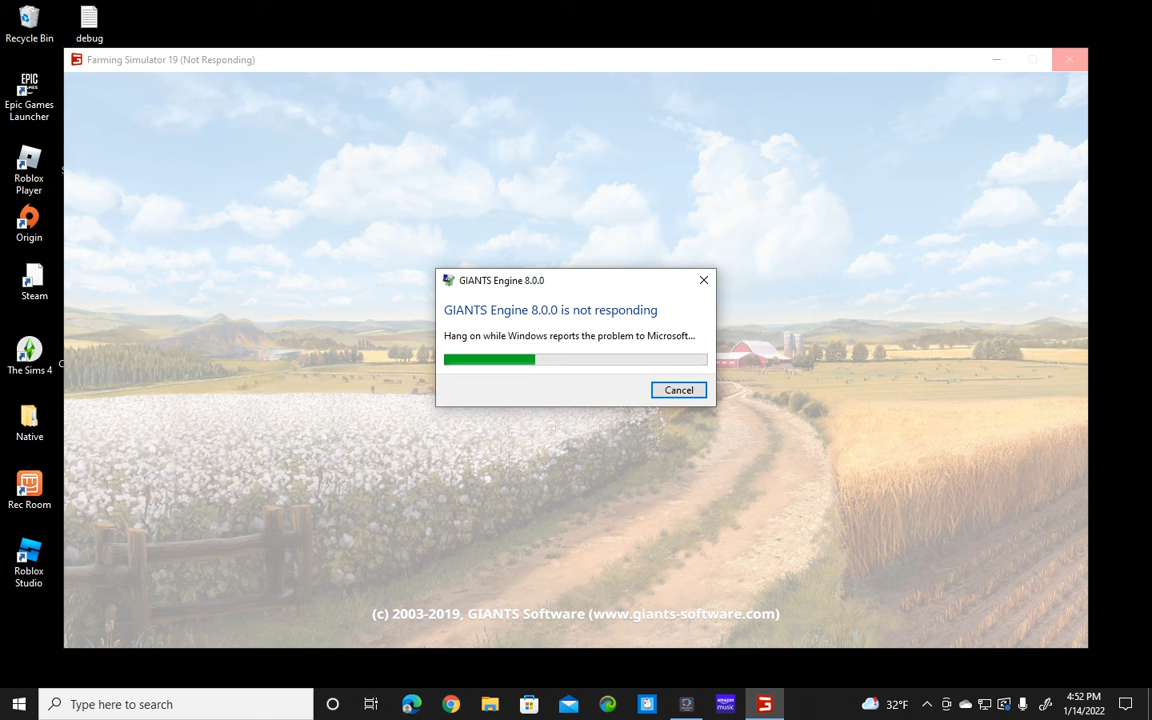 Recycle Bin
debug
Farming Simulator 19 (Not Responding)
EPIC
GAMES
Epic Games
Launcher
Roblox
Player
Origin
Steam
The Sims 4
Native
Rec Room
Roblox
Studio
GIANTS Engine 8.0.0
GIANTS Engine 8.0.0 is not responding
Hang on while Windows reports the problem to Microsoft...
Cancel
(c) 2003-2019, GIANTS Software (www.giants-software.com)
Type here to search
amazon
music
32°F
4:52 PM
1/14/2022